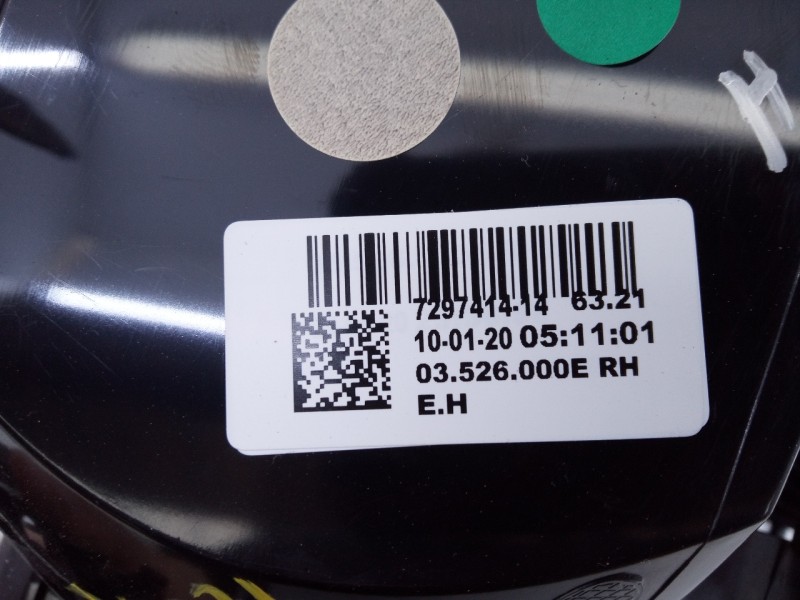 H
7297414-14 63.21
10-01-20 05:11:01
03.526.000E RH
E.H